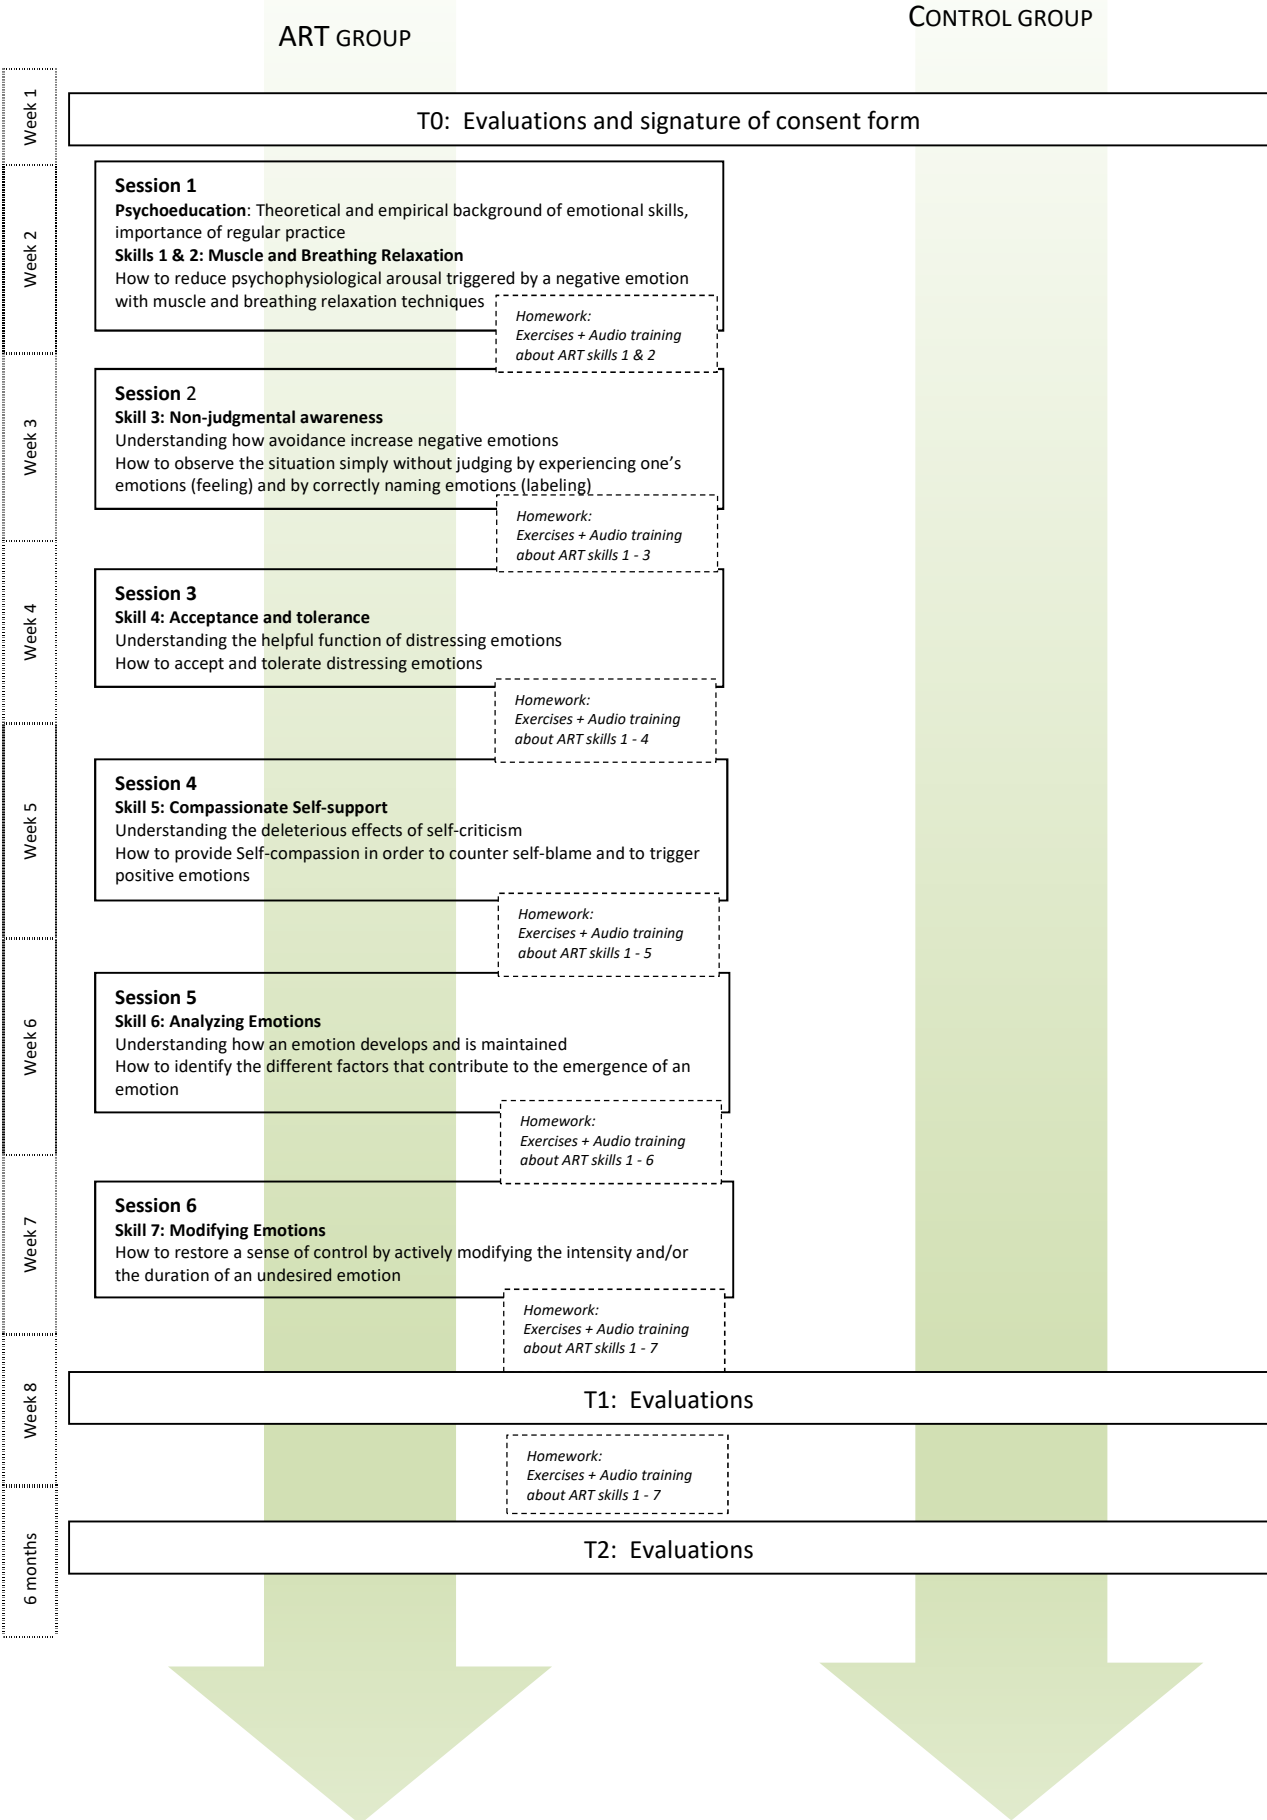 ART GROUP
CONTROL GROUP
Week 1
T0: Evaluations and signature of consent form
Week 2
Session 1
Psychoeducation: Theoretical and empirical background of emotional skills,
importance of regular practice
Skills 1 & 2: Muscle and Breathing Relaxation
How to reduce psychophysiological arousal triggered by a negative emotion
with muscle and breathing relaxation techniques
Homework:
Exercises + Audio training
about ART skills 1 & 2
Week 3
Session 2
Skill 3: Non-judgmental awareness
Understanding how avoidance increase negative emotions
How to observe the situation simply without judging by experiencing one's
emotions (feeling) and by correctly naming emotions (labeling)
Homework:
Exercises + Audio training
about ART skills 1 - 3
Week 4
Session 3
Skill 4: Acceptance and tolerance
Understanding the helpful function of distressing emotions
How to accept and tolerate distressing emotions
Homework:
Exercises + Audio training
about ART skills 1 - 4
Week 5
Session 4
Skill 5: Compassionate Self-support
Understanding the deleterious effects of self-criticism
How to provide Self-compassion in order to counter self-blame and to trigger
positive emotions
Homework:
Exercises + Audio training
about ART skills 1 - 5
Week 6
Session 5
Skill 6: Analyzing Emotions
Understanding how an emotion develops and is maintained
How to identify the different factors that contribute to the emergence of an
emotion
Homework:
Exercises + Audio training
about ART skills 1 - 6
Week 7
Session 6
Skill 7: Modifying Emotions
How to restore a sense of control by actively modifying the intensity and/or
the duration of an undesired emotion
Homework:
Exercises + Audio training
about ART skills 1 - 7
Week 8
T1: Evaluations
Homework:
Exercises + Audio training
about ART skills 1 - 7
6 months
T2: Evaluations